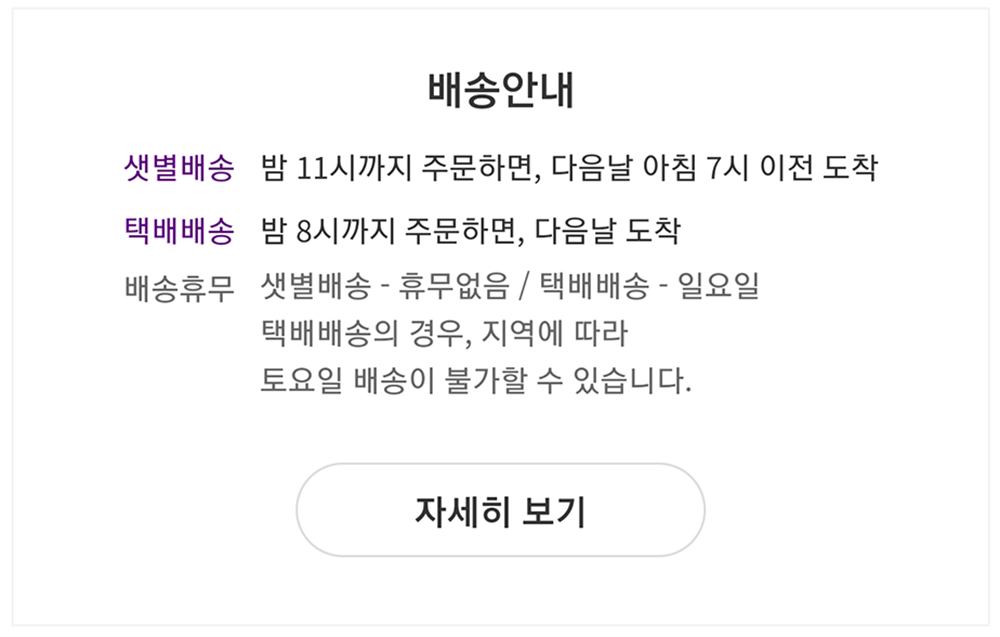 배송안내
샛별배송 밤 11시까지 주문하면, 다음날 아침 7시 이전 도착
택배배송 밤 8시까지 주문하면, 다음날 도착
배송휴무 샛별배송 - 휴무없음 / 택배배송 - 일요일
택배배송의 경우, 지역에 따라
토요일 배송이 불가할 수 있습니다.
자세히 보기